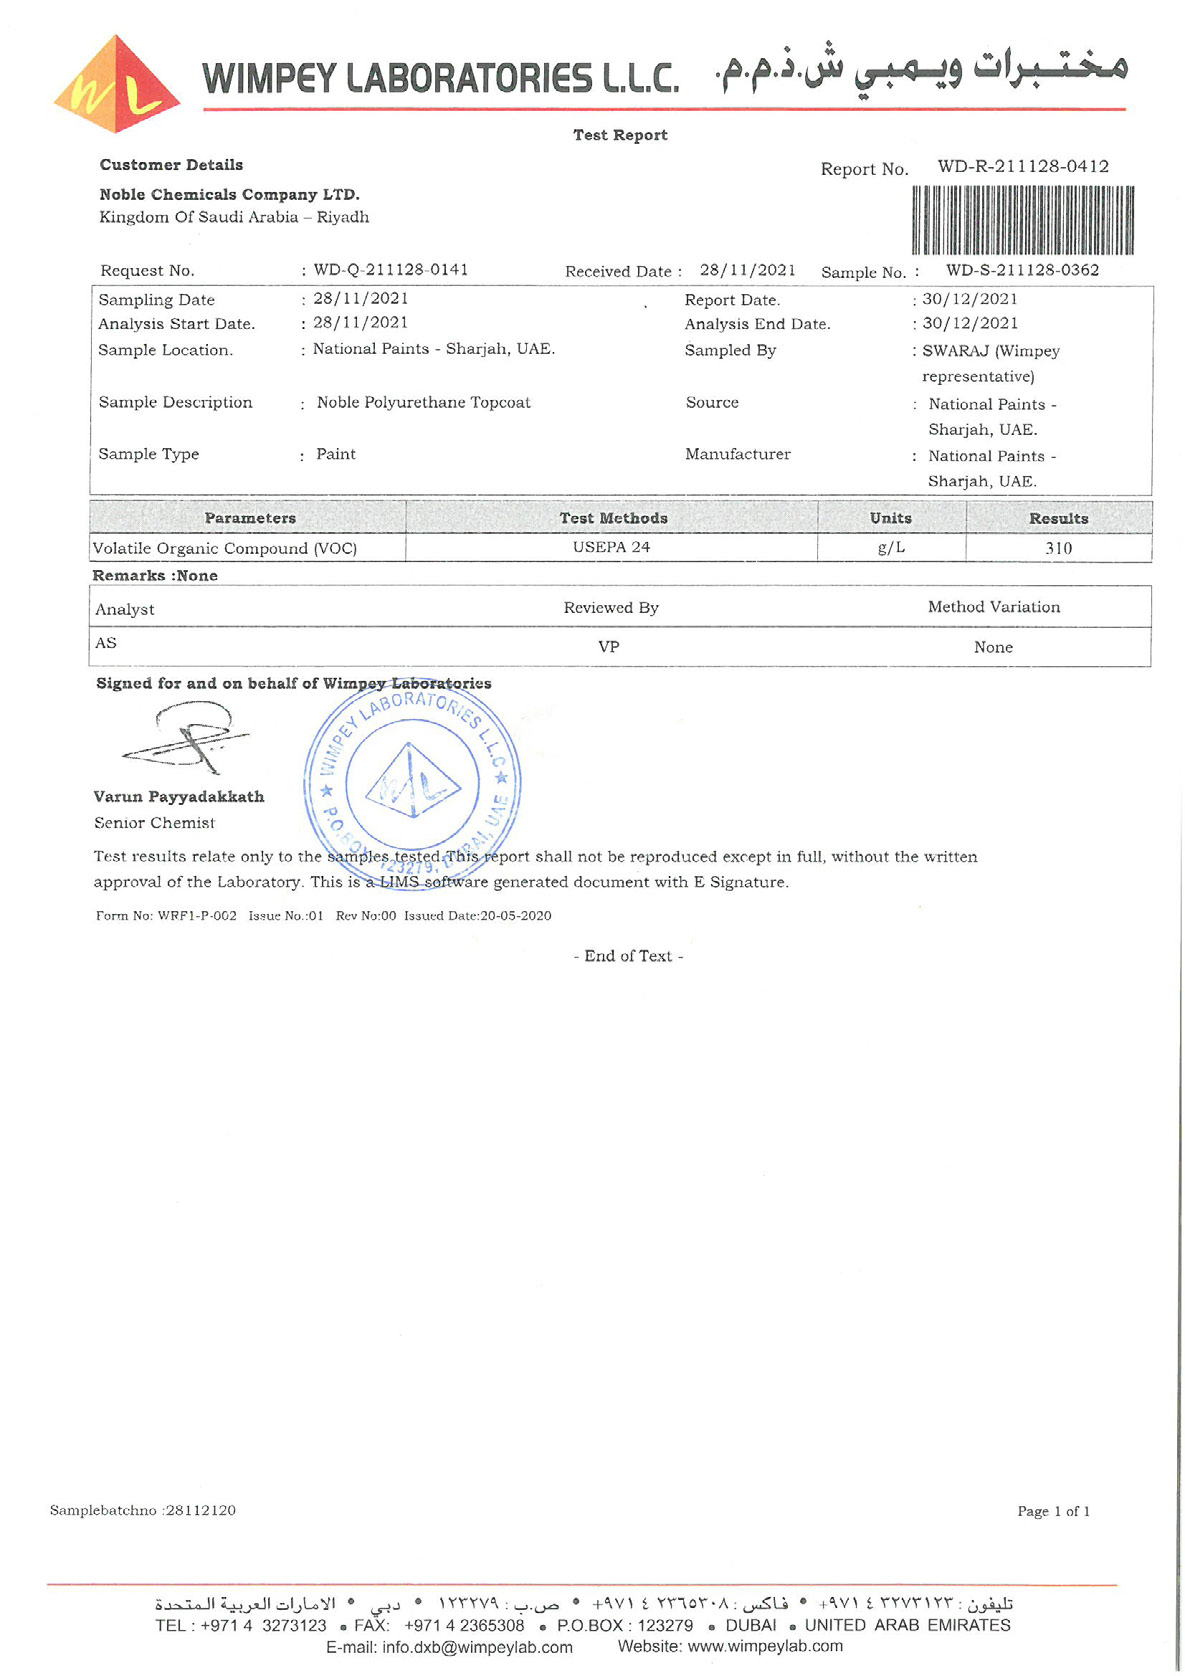 WIMPEY LABORATORIES L.L.C. مختبرات ويمبي ش.ذ.م.م.
WL
Test Report
Customer Details
Report No. WD-R-211128-0412
Noble Chemicals Company LTD.
Kingdom Of Saudi Arabia – Riyadh
Request No. : WD-Q-211128-0141 Received Date : 28/11/2021 Sample No. : WD-S-211128-0362
Sampling Date : 28/11/2021 Report Date. : 30/12/2021
Analysis Start Date. : 28/11/2021 Analysis End Date. : 30/12/2021
Sample Location. : National Paints - Sharjah, UAE. Sampled By : SWARAJ (Wimpey
representative)
Sample Description : Noble Polyurethane Topcoat Source : National Paints -
Sharjah, UAE.
Sample Type : Paint Manufacturer : National Paints -
Sharjah, UAE.
Parameters Test Methods Units Results
Volatile Organic Compound (VOC) USEPA 24 g/L 310
Remarks :None
Analyst Reviewed By Method Variation
AS VP None
Signed for and on behalf of Wimpey Laboratories
WIMPEY LABORATORIES L.L.C
WL
P.O.BOX: 123279, DUBAI, UAE
Varun Payyadakkath
Senior Chemist
Test results relate only to the samples tested.This report shall not be reproduced except in full, without the written
approval of the Laboratory. This is a LIMS software generated document with E Signature.
Form No: WRF1-P-002 Issue No.:01 Rev No:00 Issued Date:20-05-2020
- End of Text -
Samplebatchno :28112120
Page 1 of 1
تليفون : ٣٢٧٣١٢٣ ٤ ٩٧١+ • فاكس : ٢٣٦٥٣٠٨ ٤ ٩٧١+ • ص.ب : ١٢٣٢٧٩ • دبي • الامارات العربية المتحدة
TEL : +971 4 3273123 • FAX: +971 4 2365308 • P.O.BOX : 123279 • DUBAI • UNITED ARAB EMIRATES
E-mail: info.dxb@wimpeylab.com Website: www.wimpeylab.com